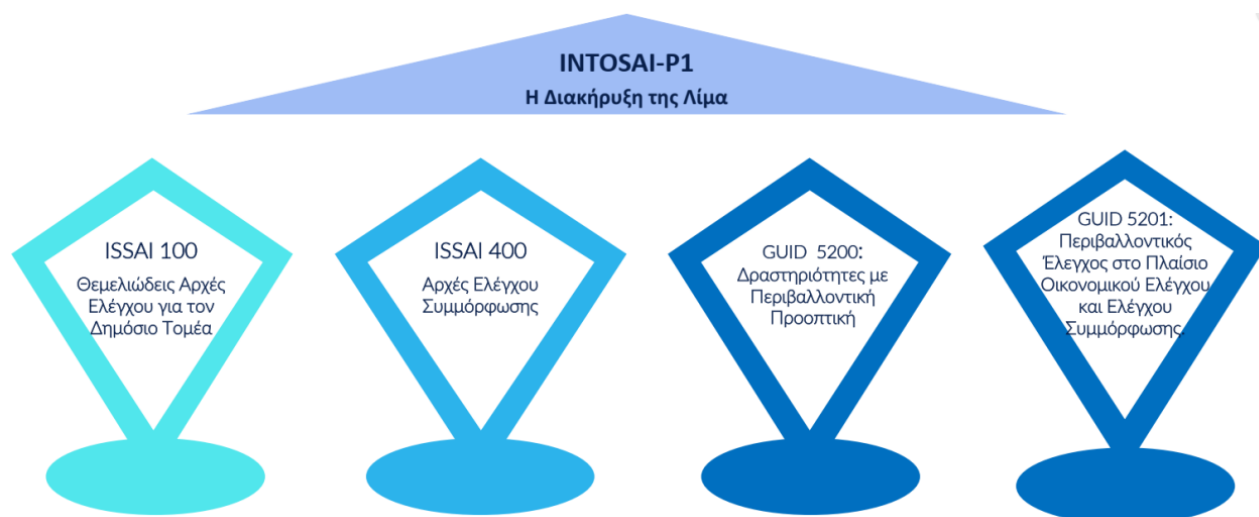 INTOSAI-P1
Η Διακήρυξη της Λίμα
ISSAI 100
Θεμελιώδεις Αρχές
Ελέγχου για τον
Δημόσιο Τομέα
ISSAI 400
Αρχές Ελέγχου
Συμμόρφωσης
GUID 5200:
Δραστηριότητες με
Περιβαλλοντική
Προοπτική
GUID 5201:
Περιβαλλοντικός
Έλεγχος στο Πλαίσιο
Οικονομικού Ελέγχου
και Ελέγχου
Συμμόρφωσης.